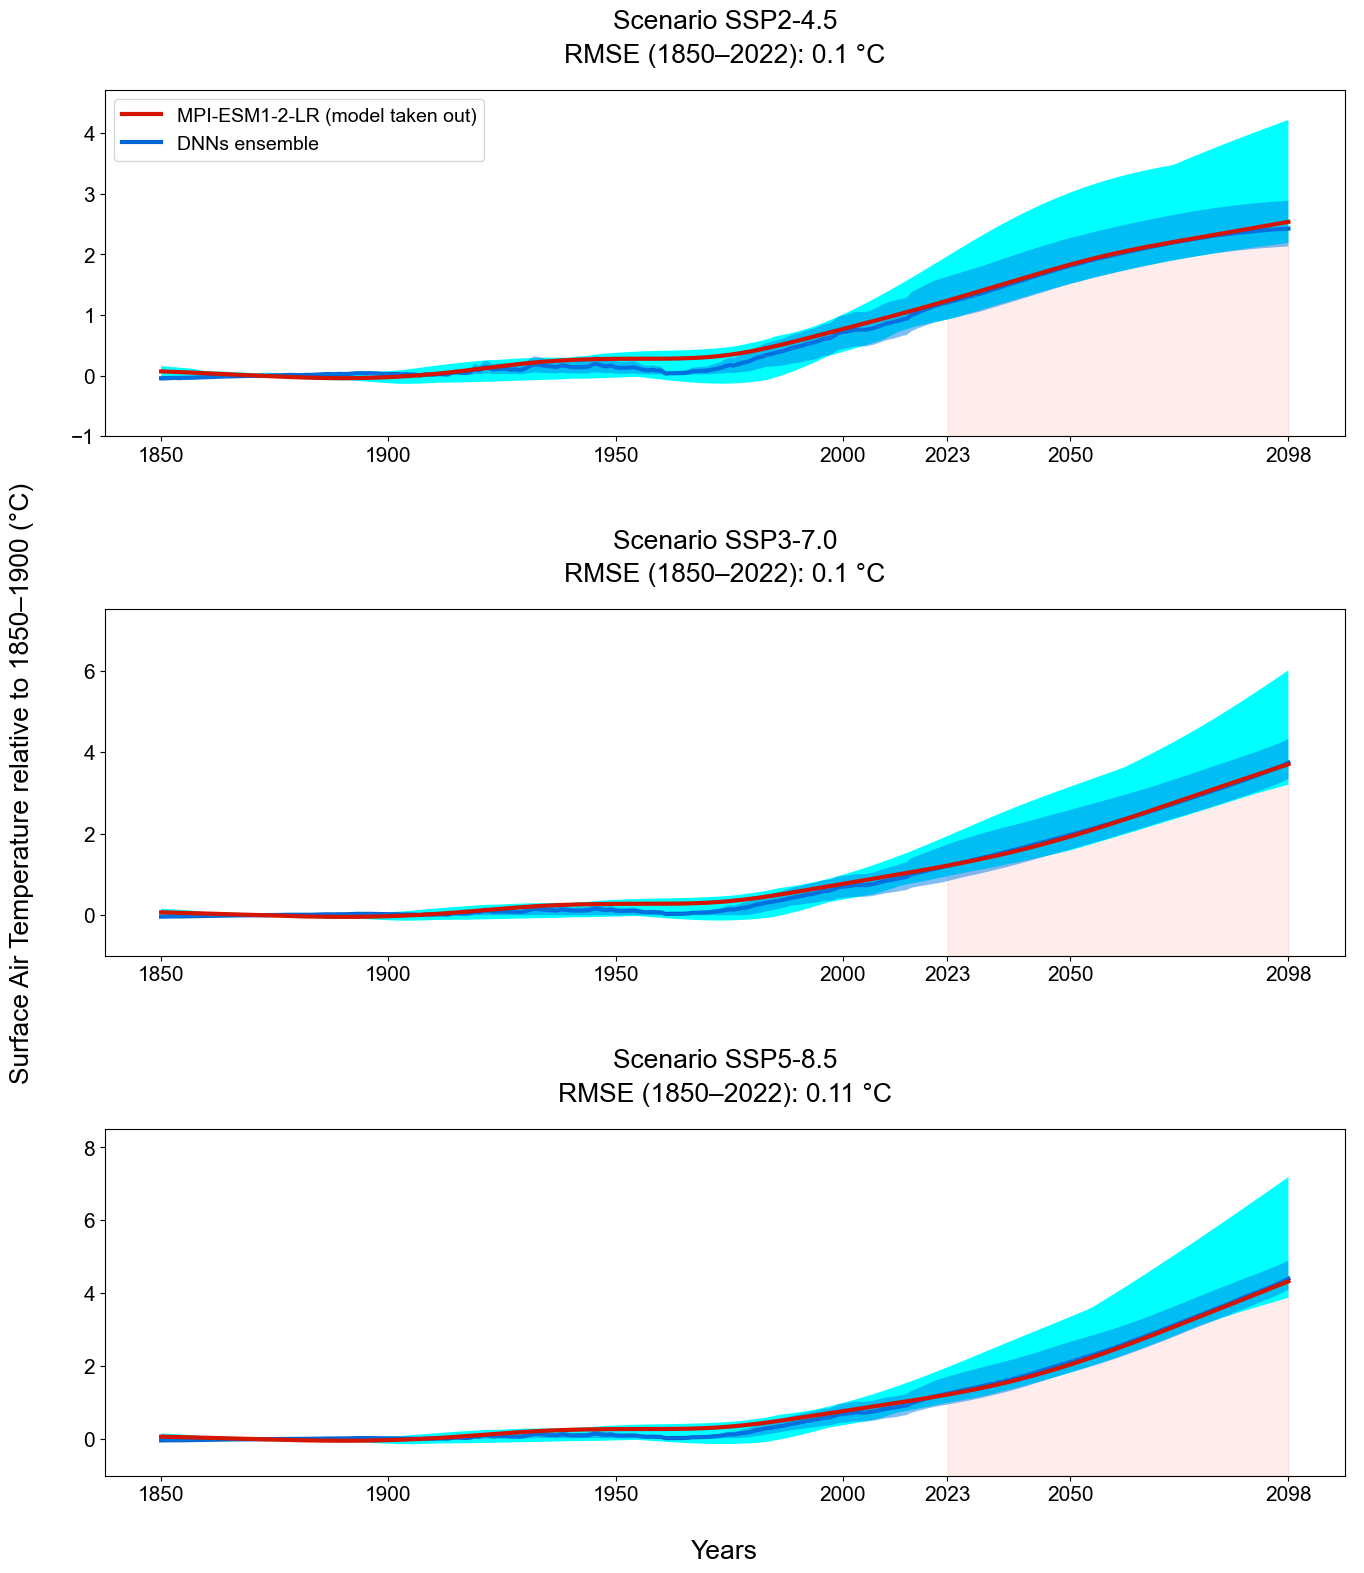 Scenario SSP2-4.5
RMSE (1850–2022): 0.1 °C
MPI-ESM1-2-LR (model taken out)
DNNs ensemble
4
3
2
1
0
−1
1850 1900 1950 2000 2023 2050 2098
Surface Air Temperature relative to 1850–1900 (°C)
Scenario SSP3-7.0
RMSE (1850–2022): 0.1 °C
6
4
2
0
1850 1900 1950 2000 2023 2050 2098
Scenario SSP5-8.5
RMSE (1850–2022): 0.11 °C
8
6
4
2
0
1850 1900 1950 2000 2023 2050 2098
Years